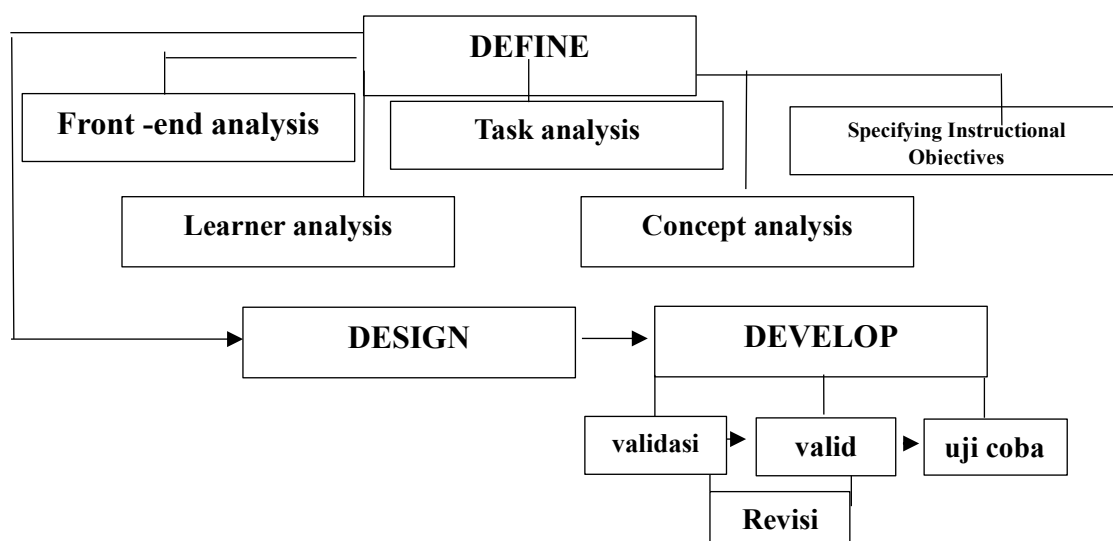 DEFINE
Front -end analysis
Task analysis
Specifying Instructional
Objectives
Learner analysis
Concept analysis
DESIGN
DEVELOP
validasi
valid
uji coba
Revisi